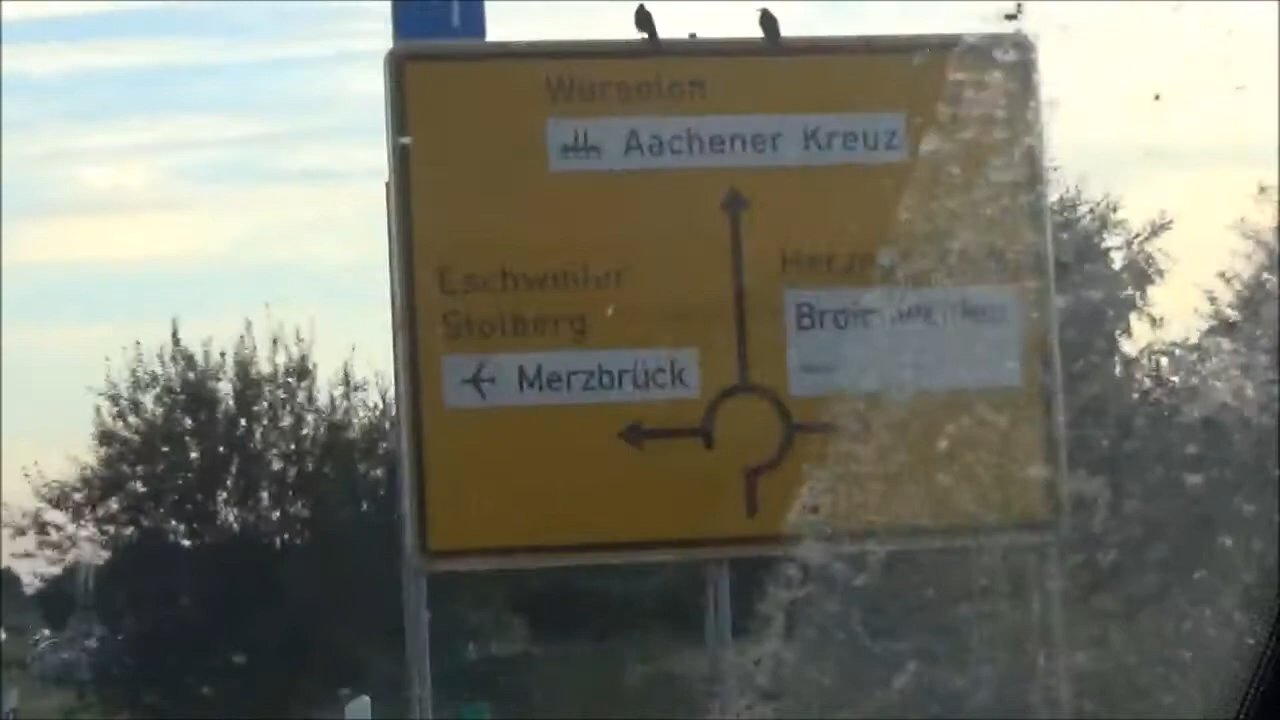 Würselen
Aachener Kreuz
Eschweiler
Stolberg
Merzbrück